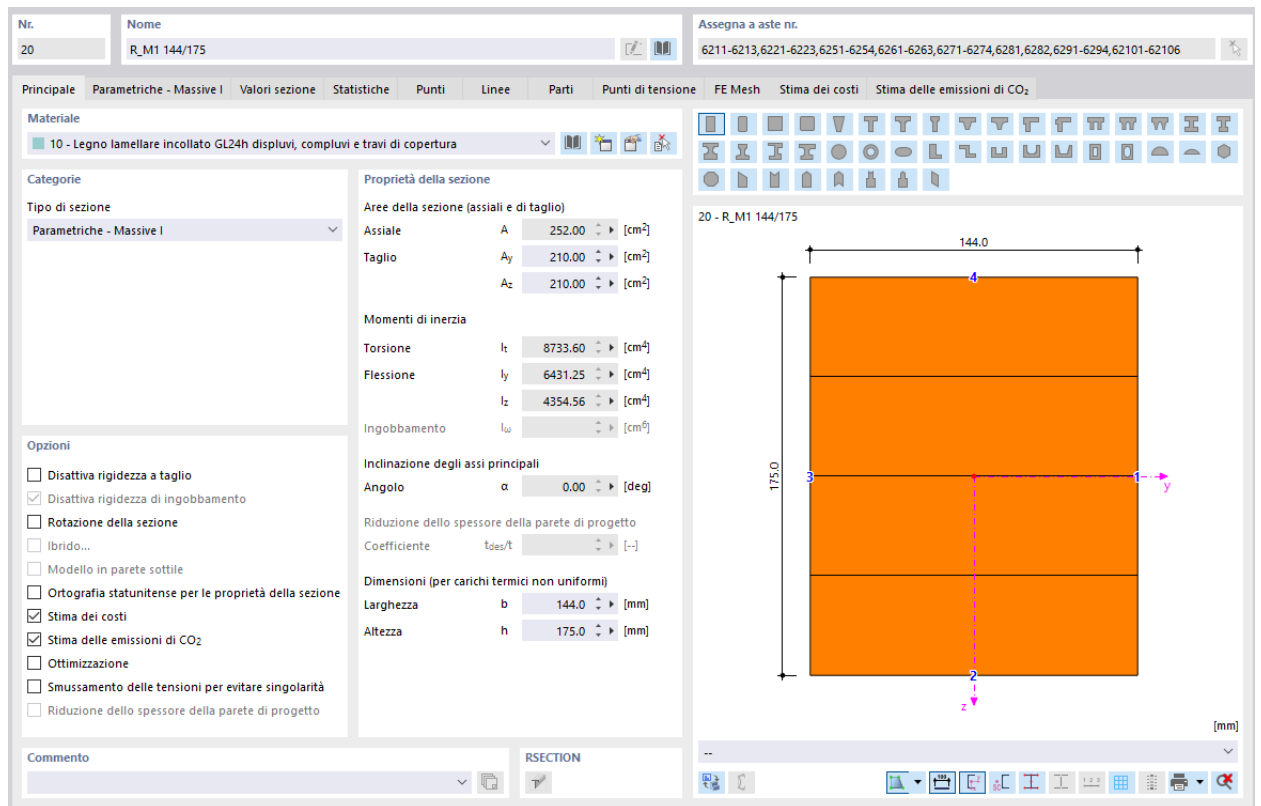 Nr.
20
Nome
R_M1 144/175
Assegna a aste nr.
6211-6213,6221-6223,6251-6254,6261-6263,6271-6274,6281,6282,6291-6294,62101-62106
Principale Parametriche - Massive I Valori sezione Statistiche Punti Linee Parti Punti di tensione FE Mesh Stima dei costi Stima delle emissioni di CO₂
Materiale
10 - Legno lamellare incollato GL24h displuvi, compluvi e travi di copertura
Categorie
Tipo di sezione
Parametriche - Massive I
Opzioni
Disattiva rigidezza a taglio
Disattiva rigidezza di ingobbamento
Rotazione della sezione
Ibrido...
Modello in parete sottile
Ortografia statunitense per le proprietà della sezione
Stima dei costi
Stima delle emissioni di CO₂
Ottimizzazione
Smussamento delle tensioni per evitare singolarità
Riduzione dello spessore della parete di progetto
Proprietà della sezione
Aree della sezione (assiali e di taglio)
Assiale A 252.00 [cm²]
Taglio Ay 210.00 [cm²]
Az 210.00 [cm²]
Momenti di inerzia
Torsione It 8733.60 [cm⁴]
Flessione Iy 6431.25 [cm⁴]
Iz 4354.56 [cm⁴]
Ingobbamento Iω [cm⁶]
Inclinazione degli assi principali
Angolo α 0.00 [deg]
Riduzione dello spessore della parete di progetto
Coefficiente tdes/t [--]
Dimensioni (per carichi termici non uniformi)
Larghezza b 144.0 [mm]
Altezza h 175.0 [mm]
20 - R_M1 144/175
144.0
4
175.0
3
1
y
2
z
[mm]
--
Commento
RSECTION
100
1 2 3